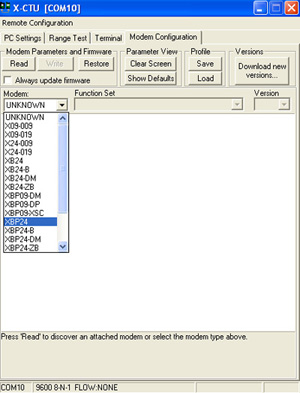 X-CTU [COM10]
Remote Configuration
PC Settings Range Test Terminal Modem Configuration
Modem Parameters and Firmware Parameter View Profile Versions
Read Write Restore Clear Screen Save Download new versions...
Always update firmware Show Defaults Load
Modem: Function Set Version
UNKNOWN
UNKNOWN
X09-009
X09-019
X24-009
X24-019
XB24
XB24-B
XB24-DM
XB24-ZB
XBP09-DM
XBP09-DP
XBP09-XSC
XBP24
XBP24-B
XBP24-DM
XBP24-ZB
Press 'Read' to discover an attached modem or select the modem type above.
COM10 9600 8-N-1 FLOW:NONE